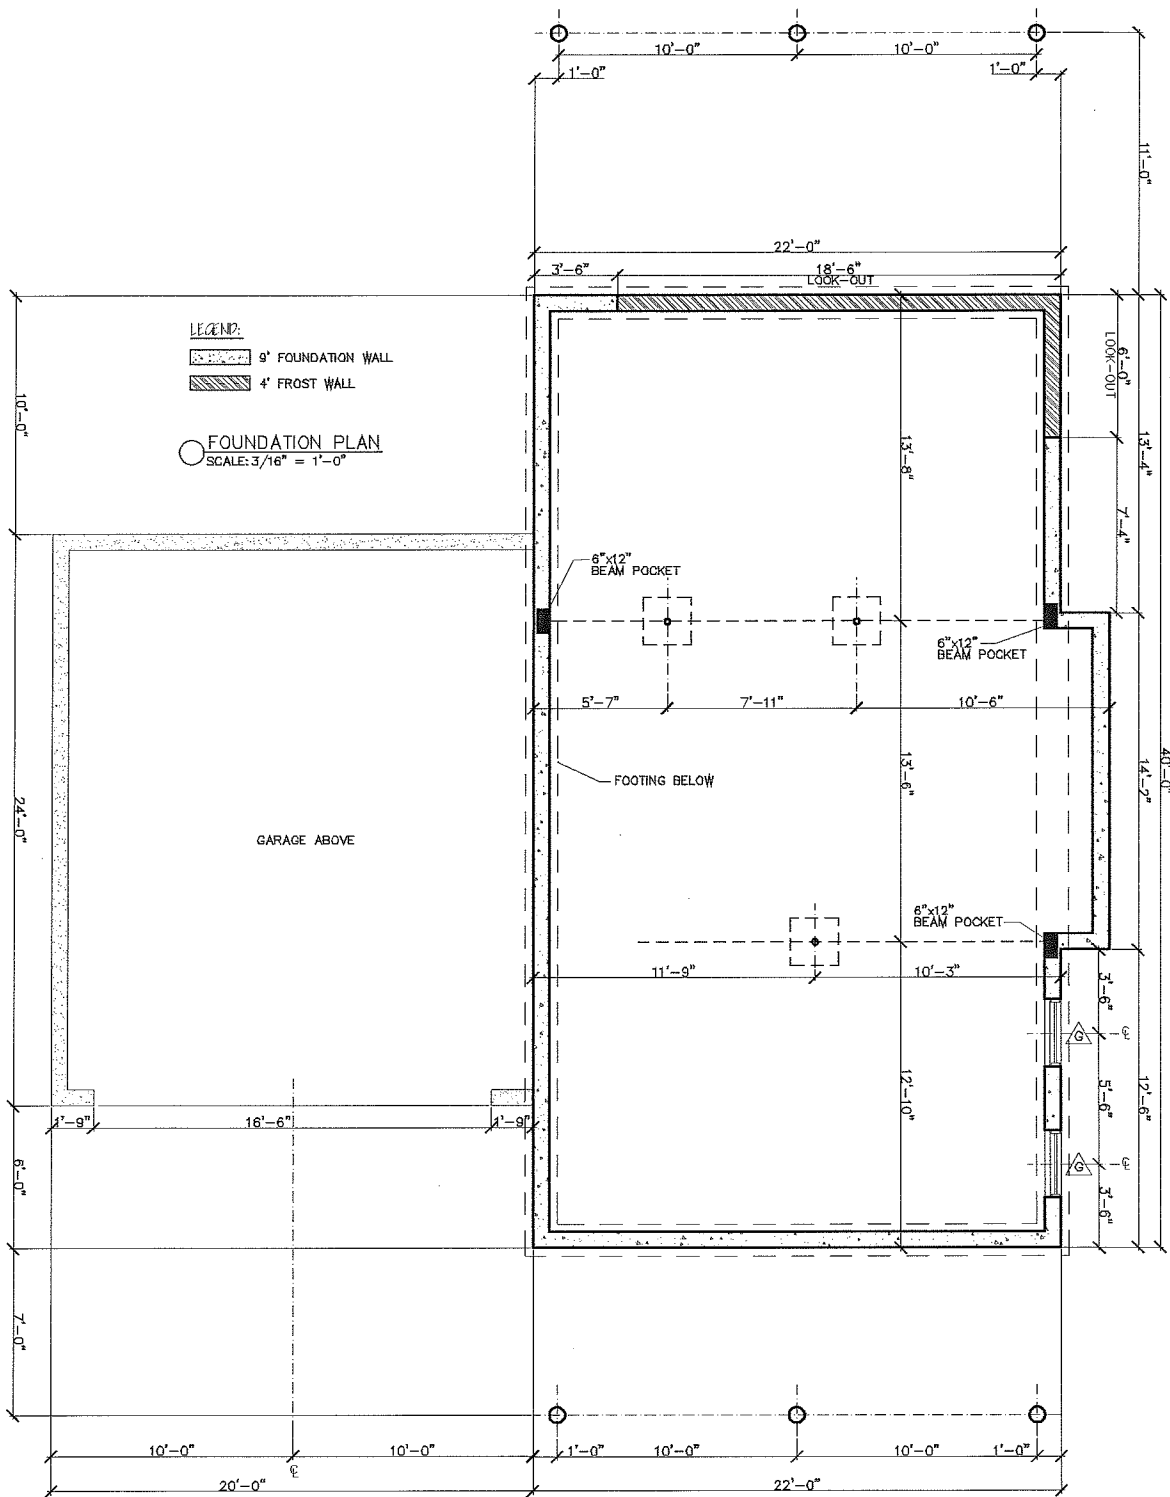 10'-0"
10'-0"
1'-0"
1'-0"
11'-0"
22'-0"
3'-6"
18'-6"
LOOK-OUT
LEGEND:
9' FOUNDATION WALL
4' FROST WALL
FOUNDATION PLAN
SCALE: 3/16" = 1'-0"
10'-0"
6'-0"
LOOK-OUT
13'-4"
13'-8"
7'-4"
6"x12"
BEAM POCKET
6"x12"
BEAM POCKET
5'-7"
7'-11"
10'-6"
40'-0"
FOOTING BELOW
13'-6"
14'-2"
24'-0"
GARAGE ABOVE
6"x12"
BEAM POCKET
11'-9"
10'-3"
3'-6"
G
12'-10"
5'-6"
12'-6"
1'-9"
16'-6"
1'-9"
G
3'-6"
6'-0"
7'-0"
10'-0"
10'-0"
1'-0"
10'-0"
10'-0"
1'-0"
20'-0"
22'-0"